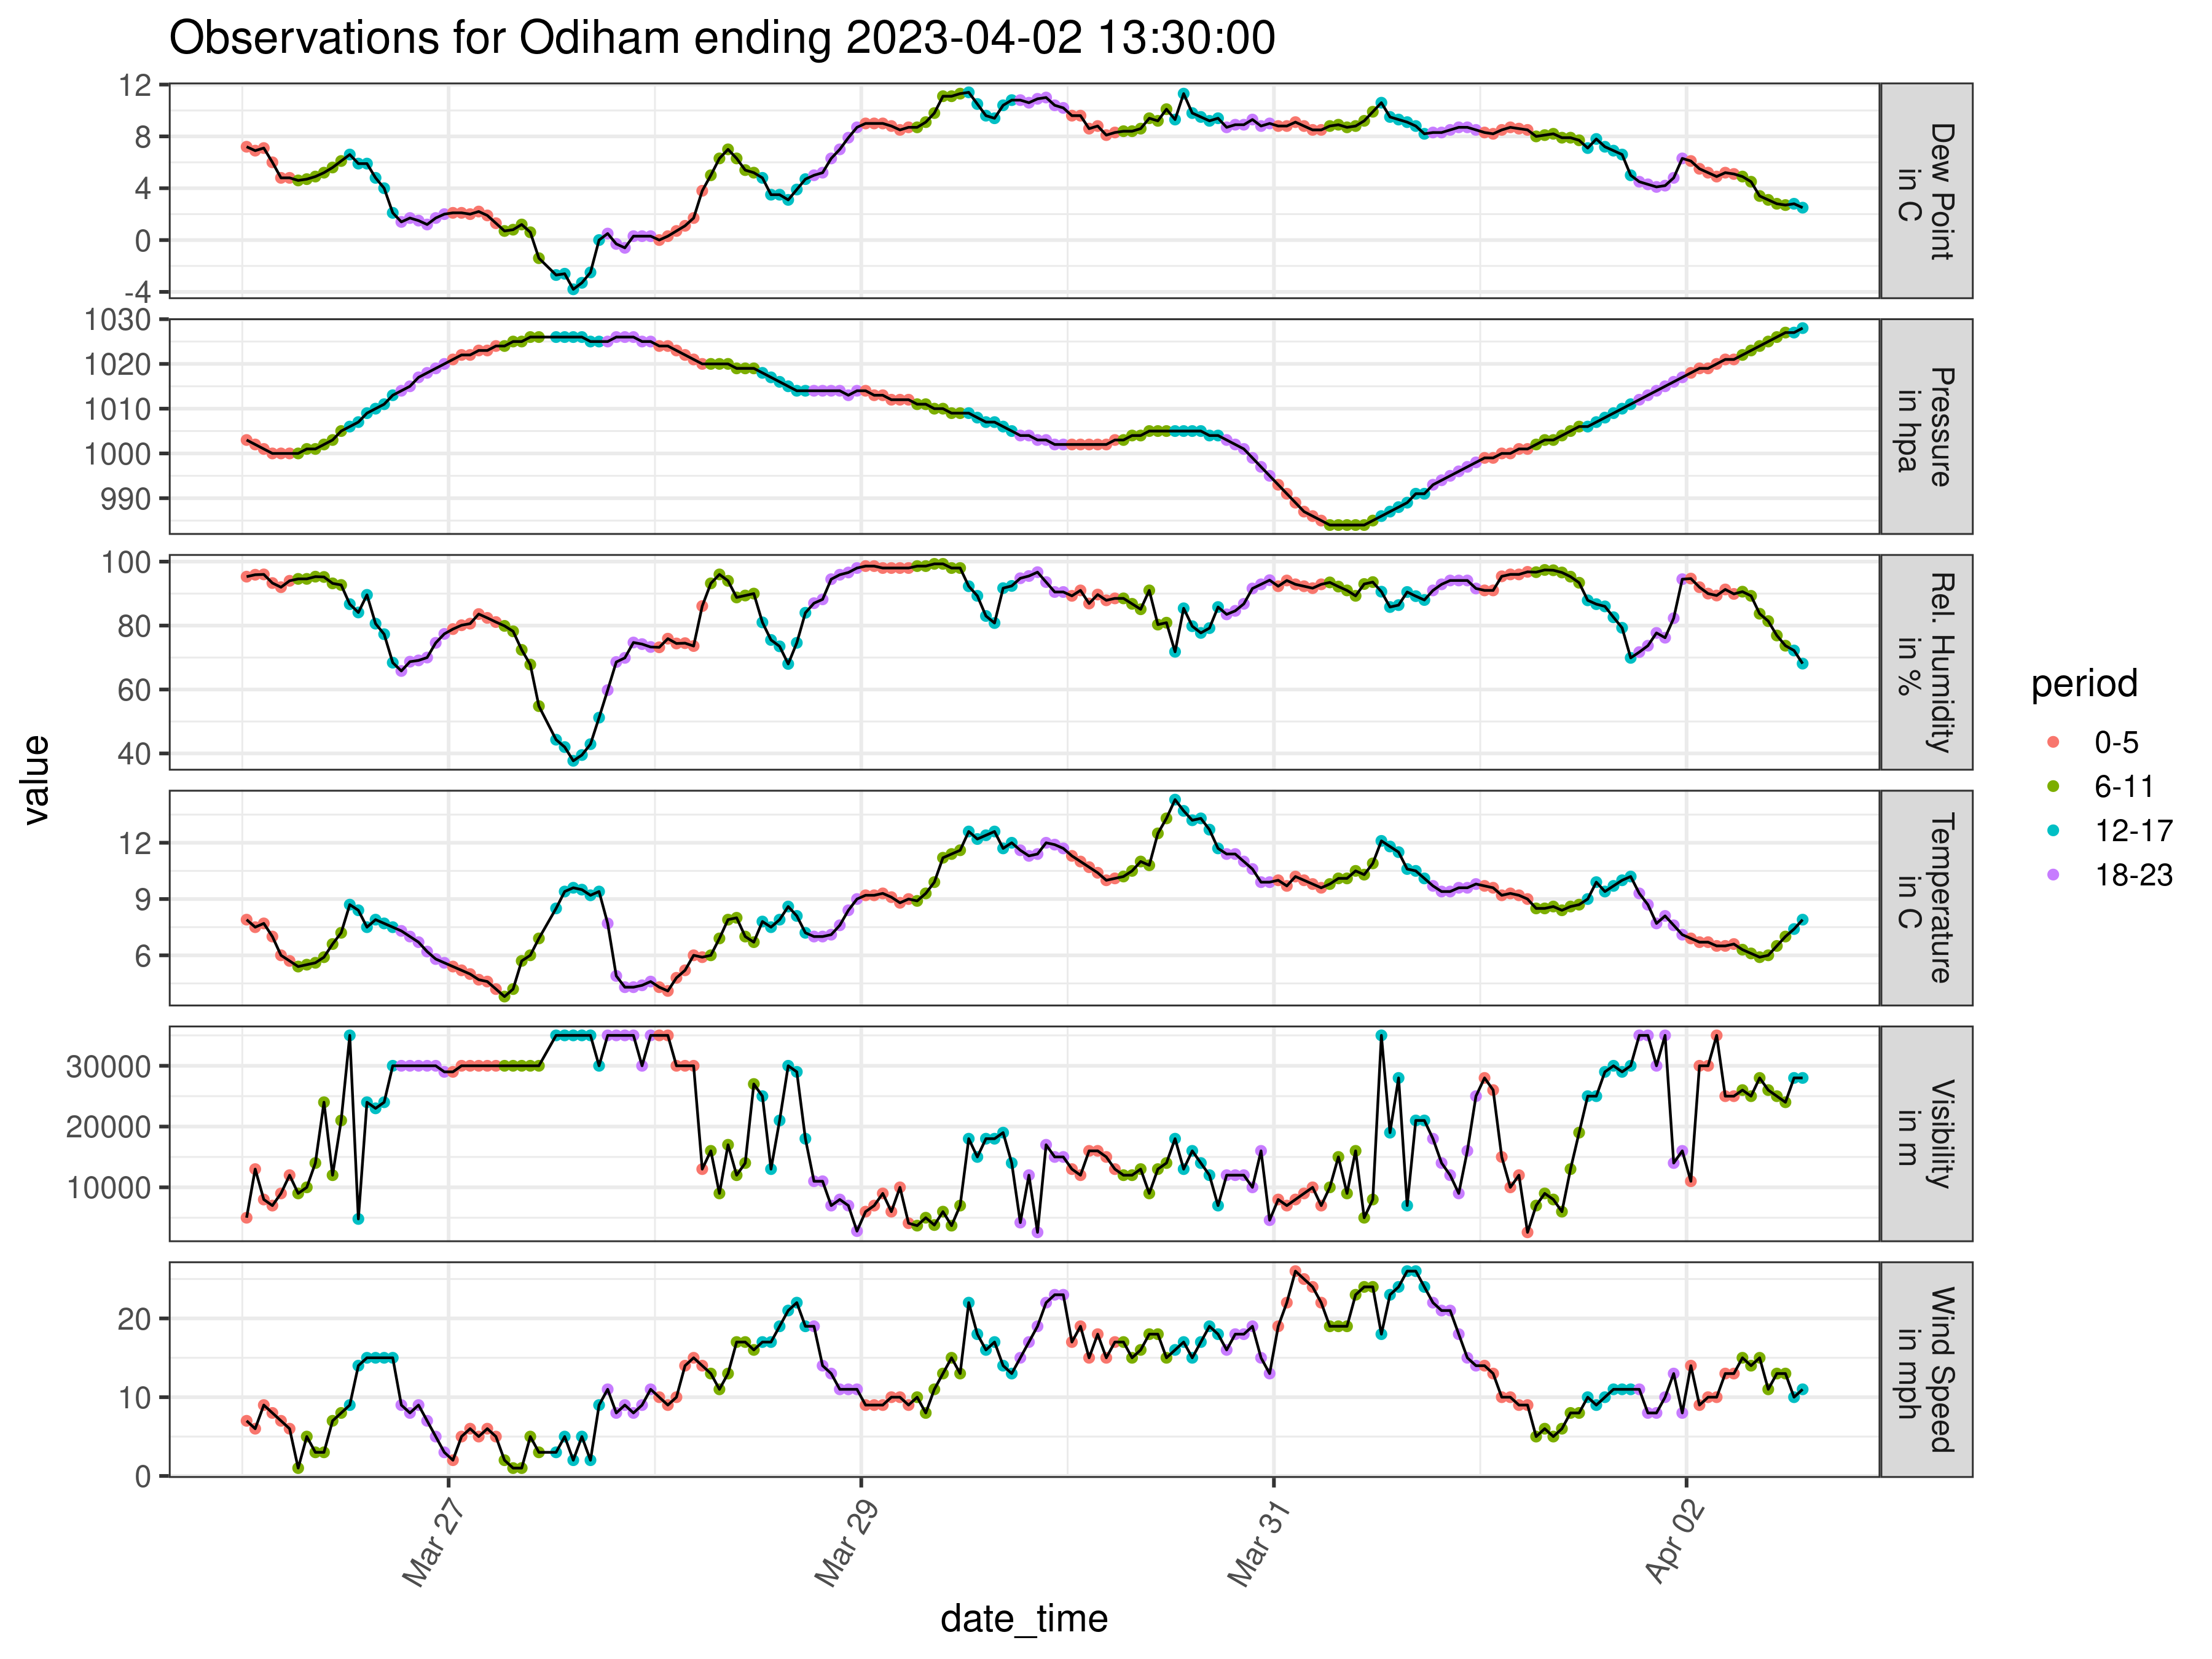 Observations for Odiham ending 2023-04-02 13:30:00
value
12
8
4
0
-4
Dew Point
in C
1030
1020
1010
1000
990
Pressure
in hpa
100
80
60
40
Rel. Humidity
in %
12
9
6
Temperature
in C
30000
20000
10000
Visibility
in m
20
10
0
Wind Speed
in mph
Mar 27
Mar 29
Mar 31
Apr 02
date_time
period
0-5
6-11
12-17
18-23